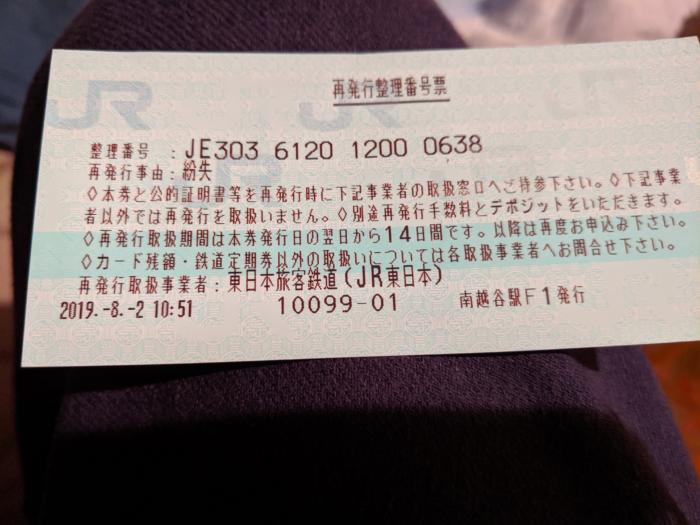 再発行整理番号票
整理番号 :JE303 6120 1200 0638
再発行事由:紛失
◇本券と公的証明書等を再発行時に下記事業者の取扱窓口へご持参下さい。◇下記事業
者以外では再発行を取扱いません。◇別途再発行手数料とデポジットをいただきます。
◇再発行取扱期間は本券発行日の翌日から14日間です。以降は再度お申込み下さい。
◇カード残額・鉄道定期券以外の取扱いについては各取扱事業者へお問合せ下さい。
再発行取扱事業者:東日本旅客鉄道(JR東日本)
2019.-8.-2 10:51 10099-01 南越谷駅F1発行
JR
JR
JR